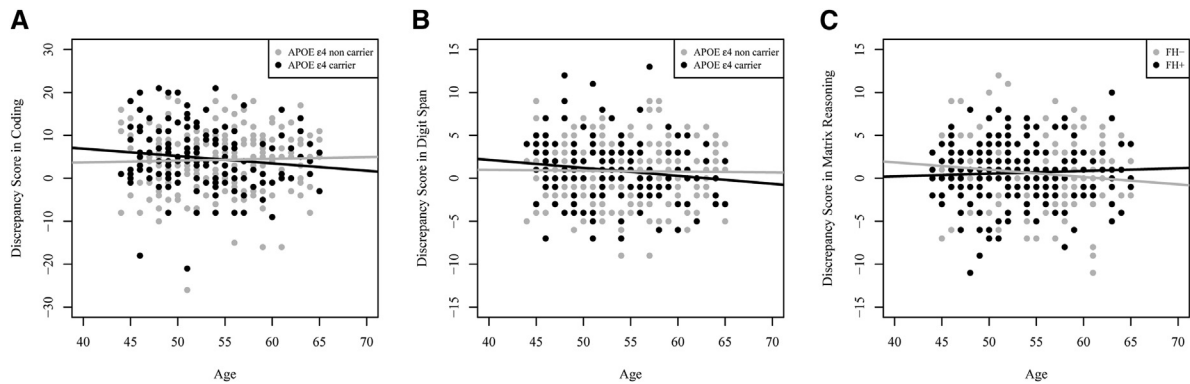 A
Discrepancy Score in Coding
30
20
10
0
−10
−20
−30
APOE ε4 non carrier
APOE ε4 carrier
40 45 50 55 60 65 70
Age
B
Discrepancy Score in Digit Span
15
10
5
0
−5
−10
−15
APOE ε4 non carrier
APOE ε4 carrier
40 45 50 55 60 65 70
Age
C
Discrepancy Score in Matrix Reasoning
15
10
5
0
−5
−10
−15
FH−
FH+
40 45 50 55 60 65 70
Age